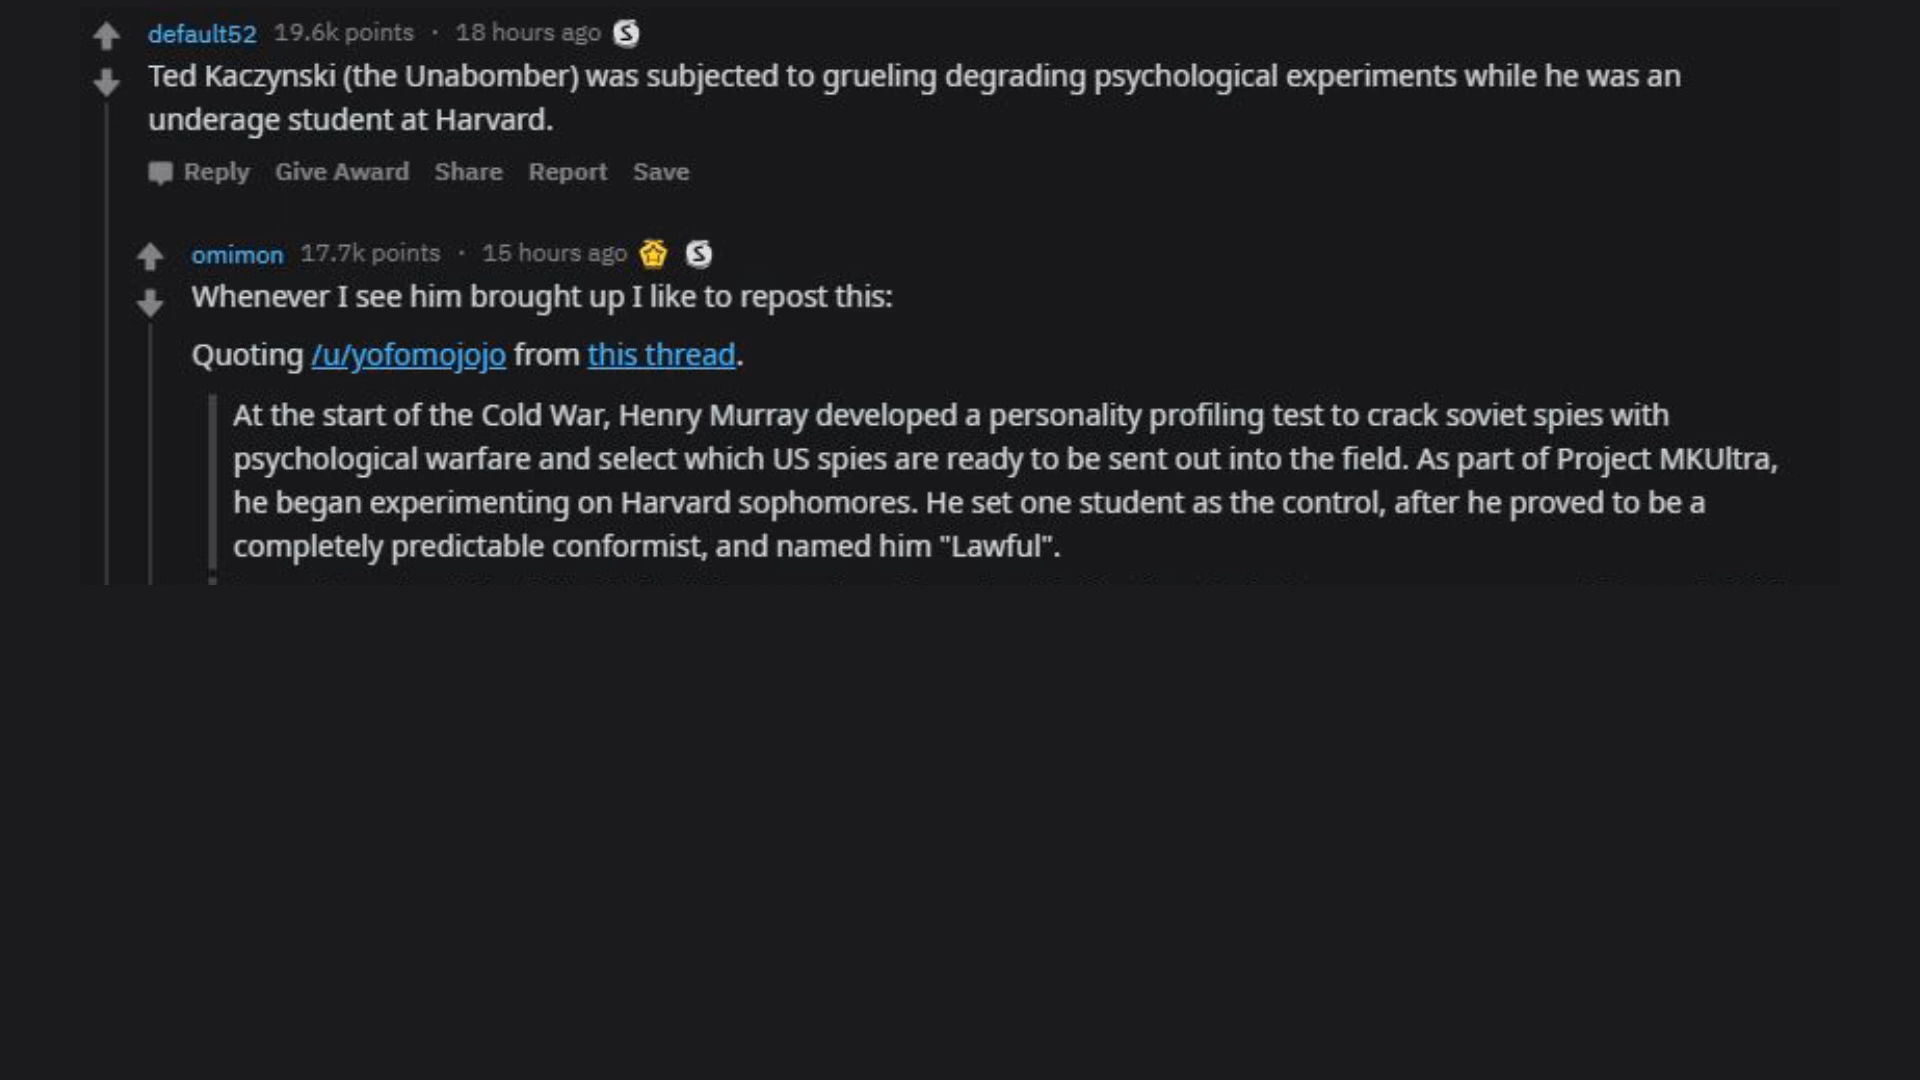 default52 19.6k points · 18 hours ago S
Ted Kaczynski (the Unabomber) was subjected to grueling degrading psychological experiments while he was an
underage student at Harvard.
Reply Give Award Share Report Save
omimon 17.7k points · 15 hours ago S
Whenever I see him brought up I like to repost this:
Quoting /u/yofomojojo from this thread.
At the start of the Cold War, Henry Murray developed a personality profiling test to crack soviet spies with
psychological warfare and select which US spies are ready to be sent out into the field. As part of Project MKUltra,
he began experimenting on Harvard sophomores. He set one student as the control, after he proved to be a
completely predictable conformist, and named him "Lawful".